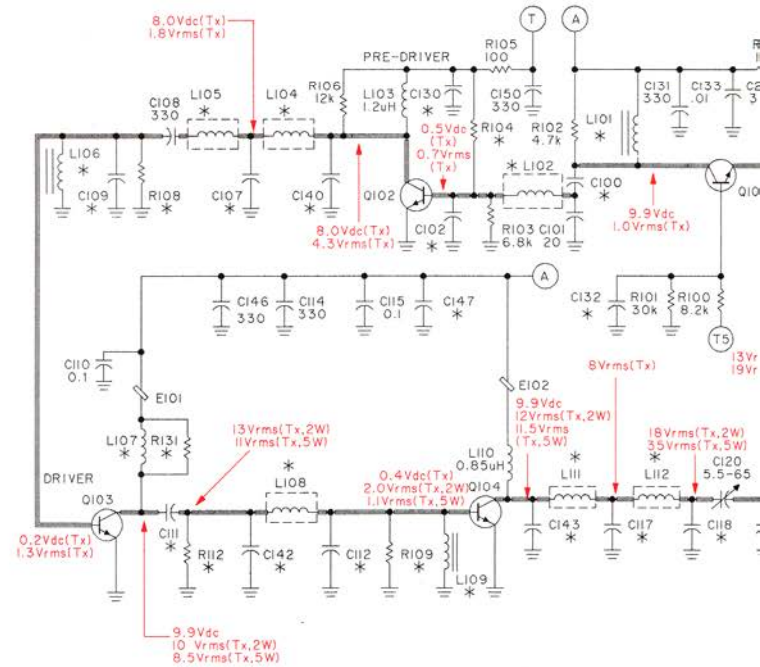 8.0Vdc(Tx)
1.8Vrms(Tx)
T
A
PRE-DRIVER
R105
100
C108
330
L105
*
L104
*
R106
12k
L103
1.2uH
C130
*
C150
330
R104
*
R102
4.7k
L101
*
C131
330
C133
.01
0.5Vdc
(Tx)
0.7Vrms
(Tx)
L106
*
C109
*
R108
*
C107
*
C140
*
Q102
* L102
C100
*
C102
*
R103
6.8k
C101
20
8.0Vdc(Tx)
4.3Vrms(Tx)
9.9Vdc
1.0Vrms(Tx)
A
C146
330
C114
330
C115
0.1
C147
*
C132
*
R101
30k
R100
8.2k
T5
C110
0.1
E101
E102
8Vrms(Tx)
9.9Vdc
12Vrms(Tx,2W)
11.5Vrms
(Tx,5W)
13Vrms(Tx,2W)
11Vrms(Tx,5W)
18Vrms(Tx,2W)
35Vrms(Tx,5W)
L107
*
R131
*
DRIVER
Q103
*
L108
0.4Vdc(Tx)
2.0Vrms(Tx,2W)
1.1Vrms(Tx,5W)
L110
0.85uH
Q104
*
L111
*
L112
C120
5.5-65
0.2Vdc(Tx)
1.3Vrms(Tx)
C111
*
R112
*
C142
*
C112
*
R109
*
L109
*
C143
*
C117
*
C118
*
9.9Vdc
10 Vrms(Tx,2W)
8.5Vrms(Tx,5W)